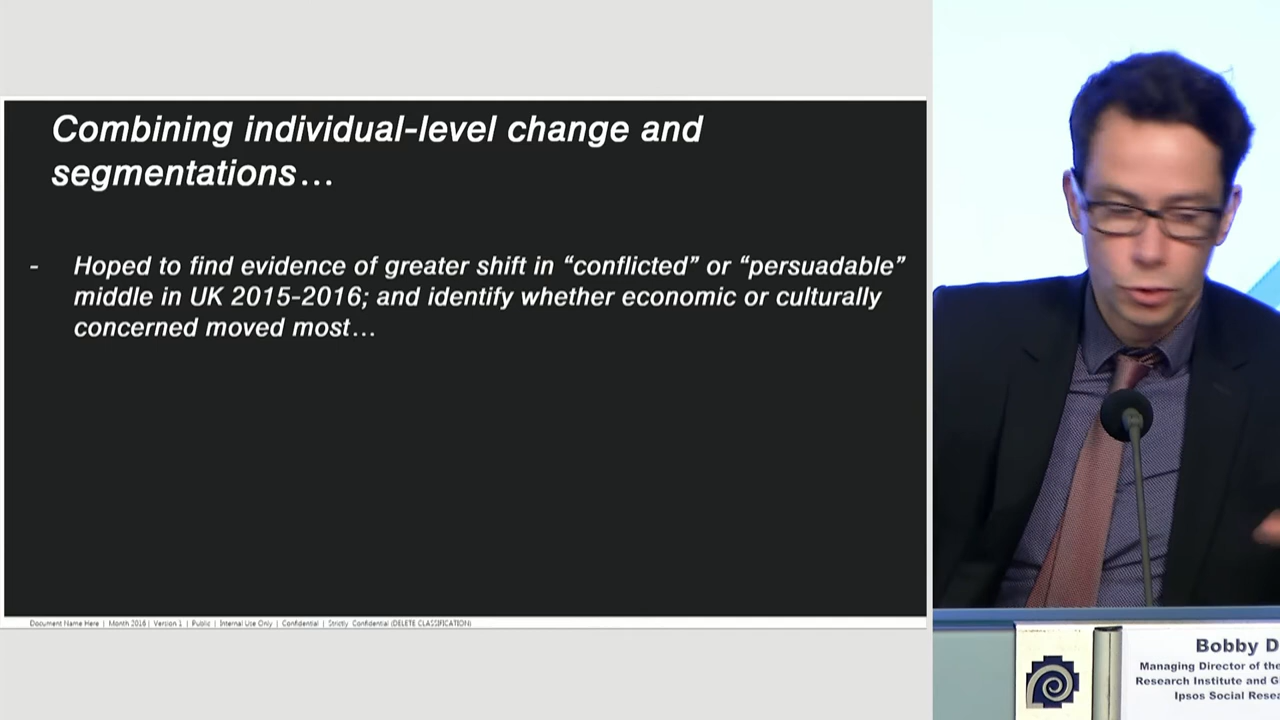 Combining individual-level change and
segmentations...
- Hoped to find evidence of greater shift in “conflicted” or “persuadable”
middle in UK 2015-2016; and identify whether economic or culturally
concerned moved most...
Document Name Here | Month 2016 | Version 1 | Public | Internal Use Only | Confidential | Strictly Confidential (DELETE CLASSIFICATION)
Bobby D
Managing Director of the
Research Institute and G
Ipsos Social Resea